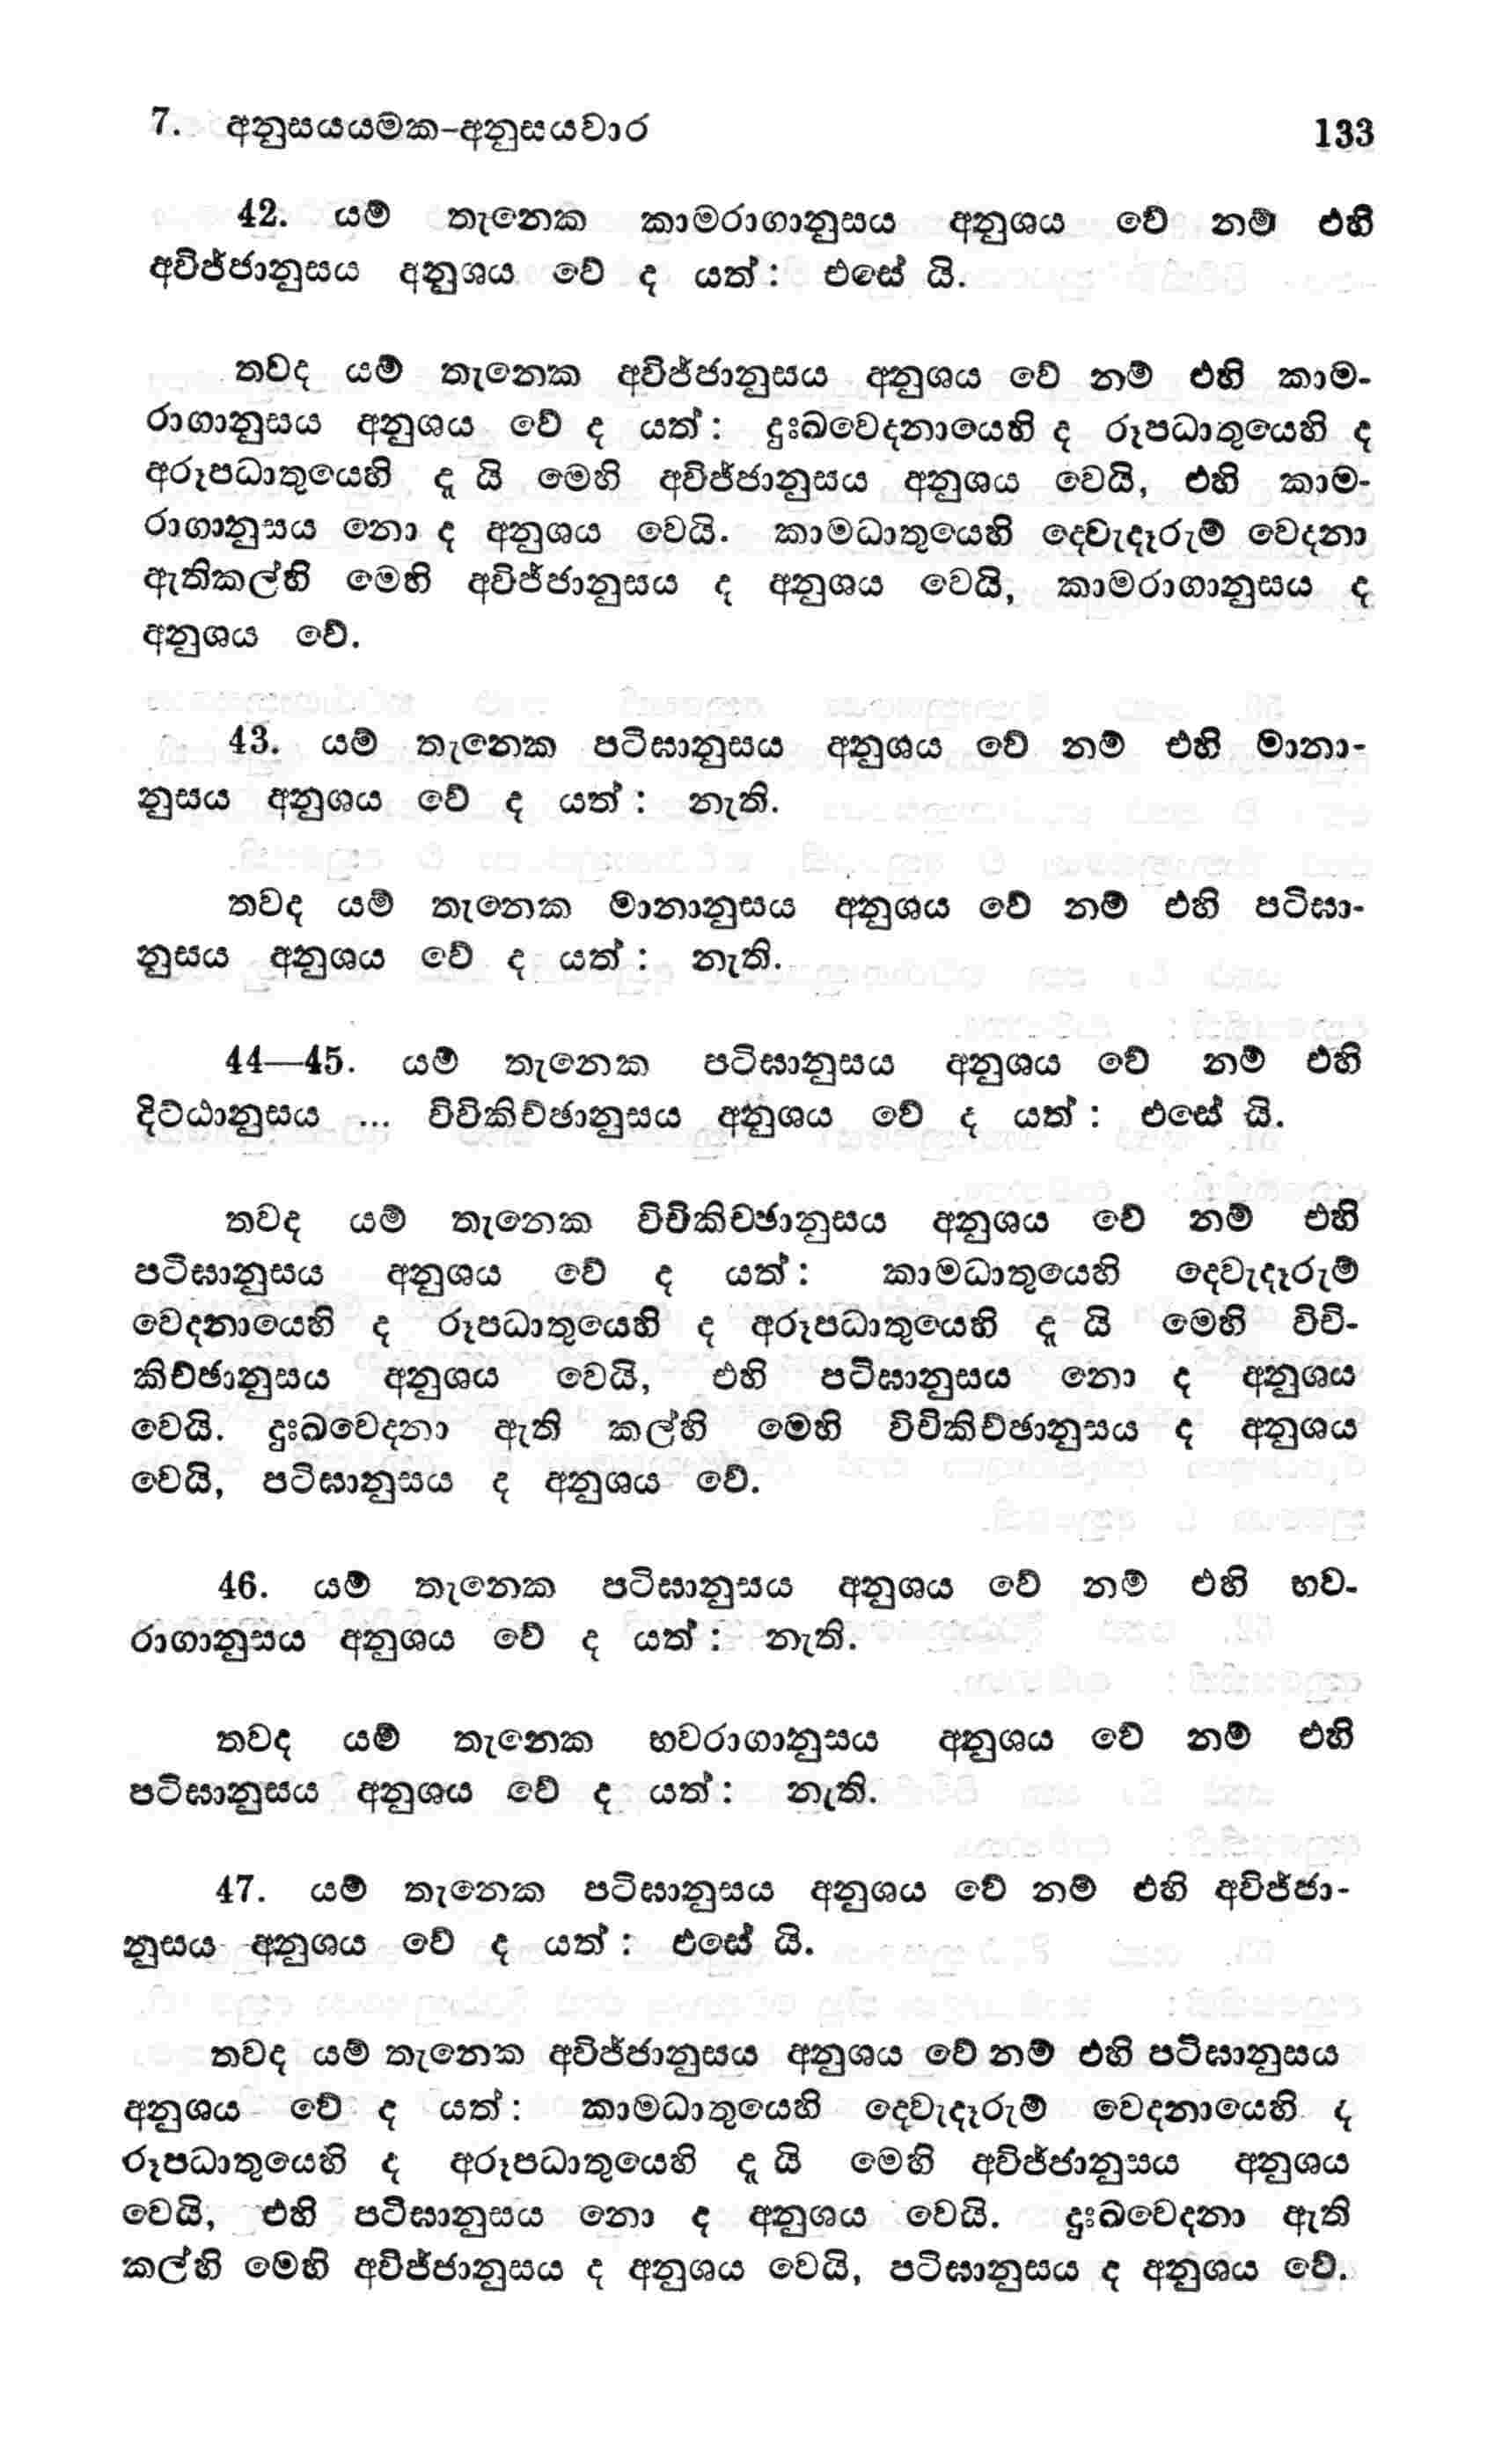 7. අනුසයයමක-අනුසයවාර
133
42. යම් තැනෙක කාමරාගානුසය අනුශය වේ නම් එහි
අවිජ්ජානුසය අනුශය වේ ද යත්: එසේ යි.
තවද යම් තැනෙක අවිජ්ජානුසය අනුශය වේ නම් එහි කාම-
රාගානුසය අනුශය වේ ද යත්: දුඃඛවෙදනායෙහි ද රූපධාතුයෙහි ද
අරූපධාතුයෙහි දූ යි මෙහි අවිජ්ජානුසය අනුශය වෙයි, එහි කාම-
රාගානුසය නො ද අනුශය වෙයි. කාමධාතුයෙහි දෙවැදෑරුම් වෙදනා
ඇතිකල්හි මෙහි අවිජ්ජානුසය ද අනුශය වෙයි, කාමරාගානුසය ද
අනුශය වේ.
43. යම් තැනෙක පටිඝානුසය අනුශය වේ නම් එහි මානා-
නුසය අනුශය වේ ද යත්: නැති.
තවද යම් තැනෙක මානානුසය අනුශය වේ නම් එහි පටිඝා-
නුසය අනුශය වේ ද යත්: නැති.
44—45. යම් තැනෙක පටිඝානුසය අනුශය වේ නම් එහි
දිට්ඨානුසය ... විචිකිච්ඡානුසය අනුශය වේ ද යත්: එසේ යි.
තවද යම් තැනෙක විචිකිචඡානුසය අනුශය වේ නම් එහි
පටිඝානුසය අනුශය වේ ද යත්: කාමධාතුයෙහි දෙවැදෑරුම්
වෙදනායෙහි ද රූපධාතුයෙහි ද අරූපධාතුයෙහි දූ යි මෙහි විචි-
කිච්ඡානුසය අනුශය වෙයි, එහි පටිඝානුසය නො ද අනුශය
වෙයි. දුඃඛවෙදනා ඇති කල්හි මෙහි විචිකිච්ඡානුසය ද අනුශය
වෙයි, පටිඝානුසය ද අනුශය වේ.
46. යම් තැනෙක පටිඝානුසය අනුශය වේ නම් එහි භව-
රාගානුසය අනුශය වේ ද යත්: නැති.
තවද යම් තැනෙක භවරාගානුසය අනුශය වේ නම් එහි
පටිඝානුසය අනුශය වේ ද යත්: නැති.
47. යම් තැනෙක පටිඝානුසය අනුශය වේ නම් එහි අවිජ්ජා-
නුසය අනුශය වේ ද යත්: එසේ යි.
තවද යම් තැනෙක අවිජ්ජානුසය අනුශය වේ නම් එහි පටිඝානුසය
අනුශය වේ ද යත්: කාමධාතුයෙහි දෙවැදෑරුම් වෙදනායෙහි ද
රූපධාතුයෙහි ද අරූපධාතුයෙහි දූ යි මෙහි අවිජ්ජානුසය අනුශය
වෙයි, එහි පටිඝානුසය නො ද අනුශය වෙයි. දුඃඛවෙදනා ඇති
කල්හි මෙහි අවිජ්ජානුසය ද අනුශය වෙයි, පටිඝානුසය ද අනුශය වේ.